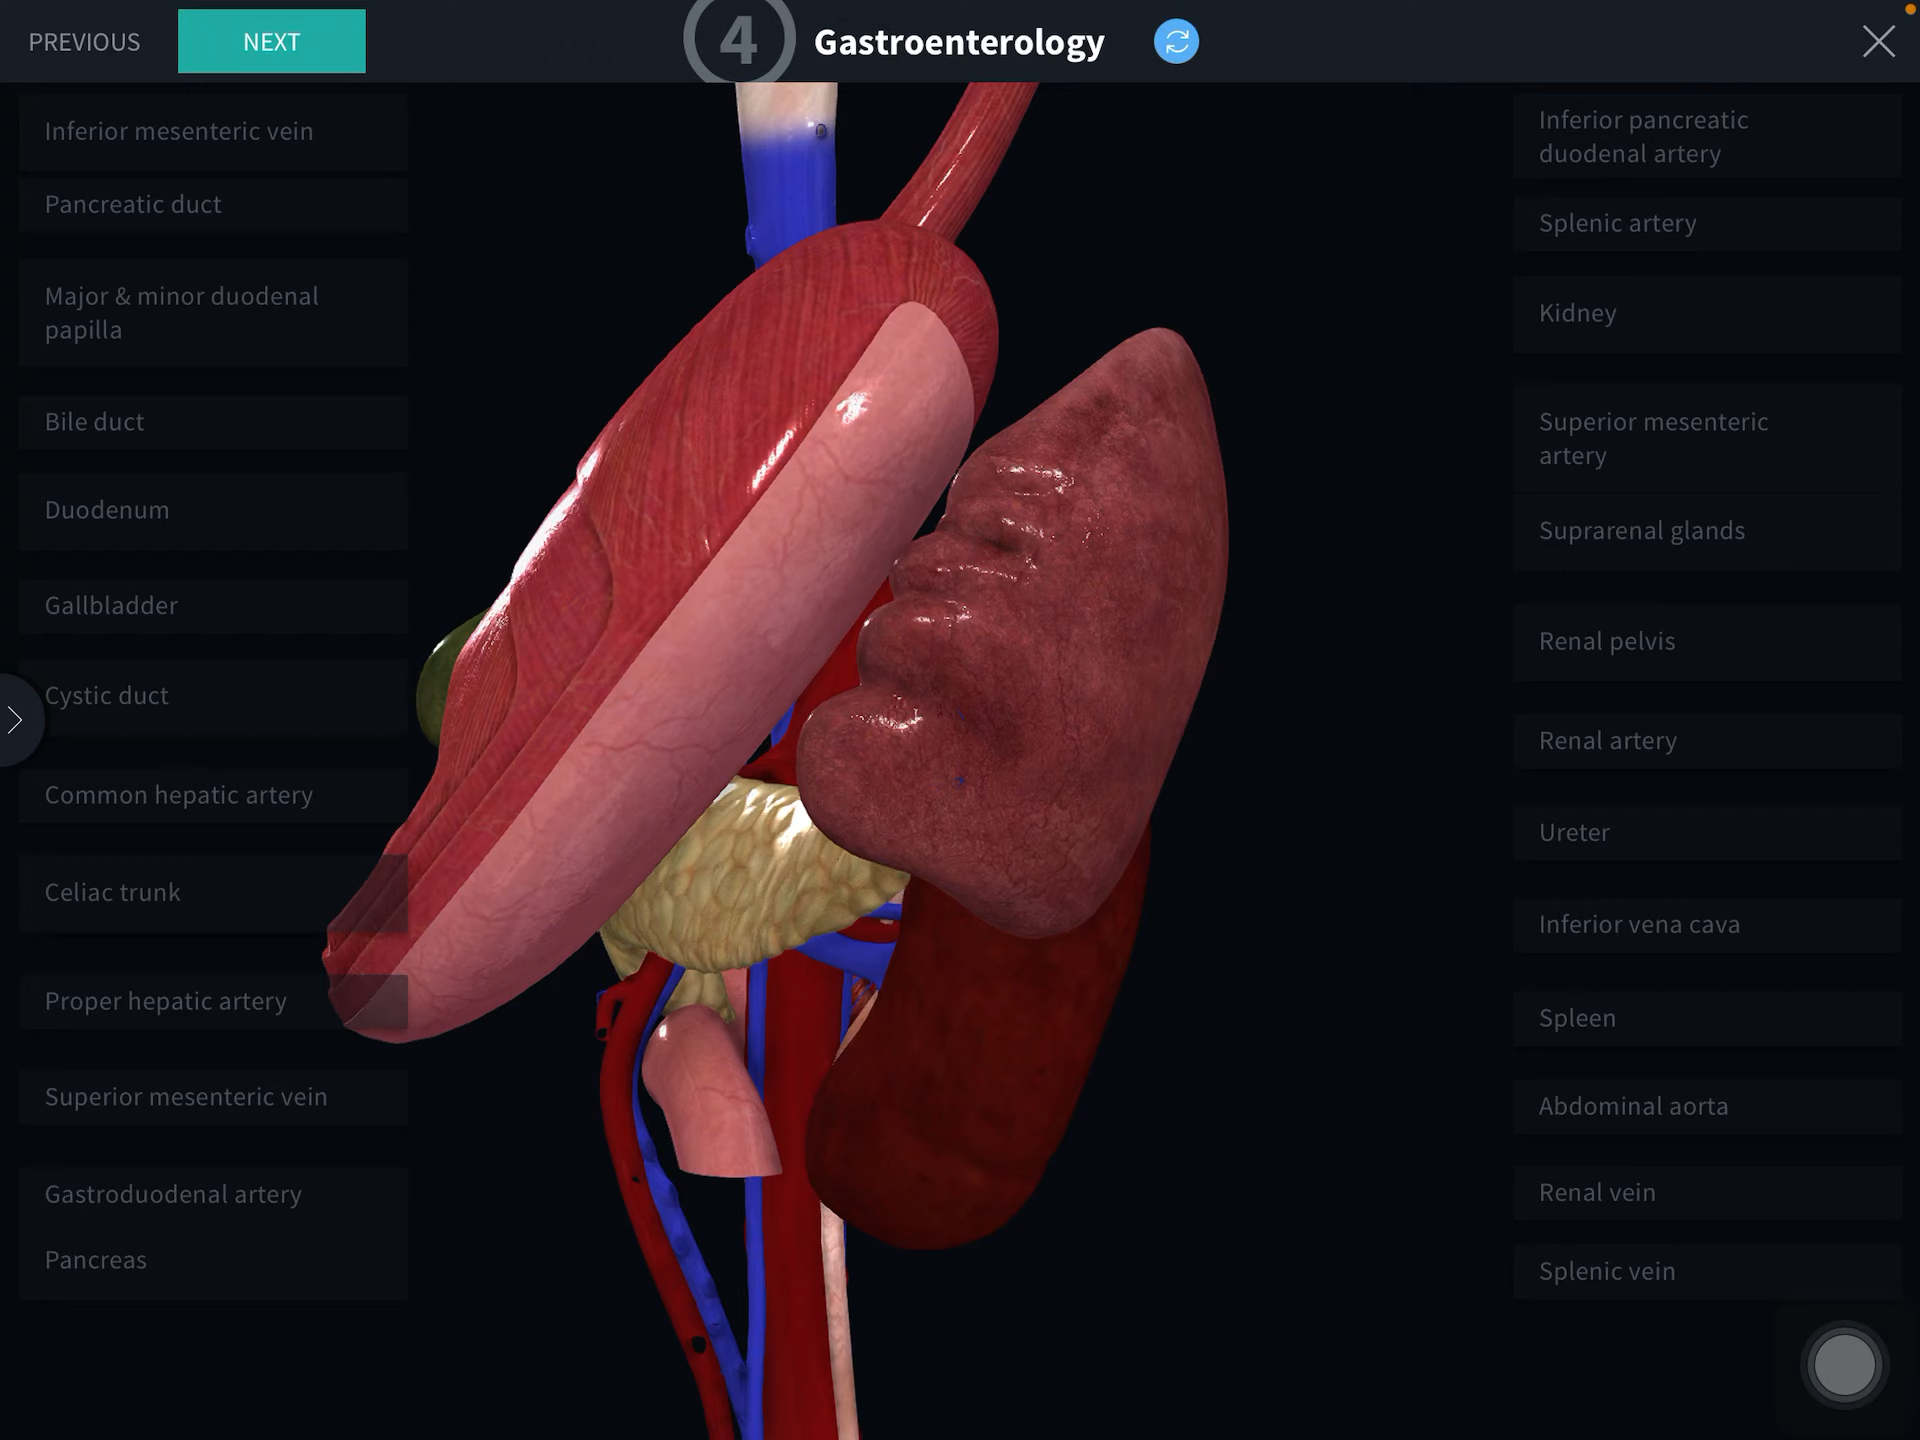 PREVIOUS
NEXT
4
Gastroenterology
Inferior mesenteric vein
Pancreatic duct
Major & minor duodenal
papilla
Bile duct
Duodenum
Gallbladder
Cystic duct
Common hepatic artery
Celiac trunk
Proper hepatic artery
Superior mesenteric vein
Gastroduodenal artery
Pancreas
Inferior pancreatic
duodenal artery
Splenic artery
Kidney
Superior mesenteric
artery
Suprarenal glands
Renal pelvis
Renal artery
Ureter
Inferior vena cava
Spleen
Abdominal aorta
Renal vein
Splenic vein